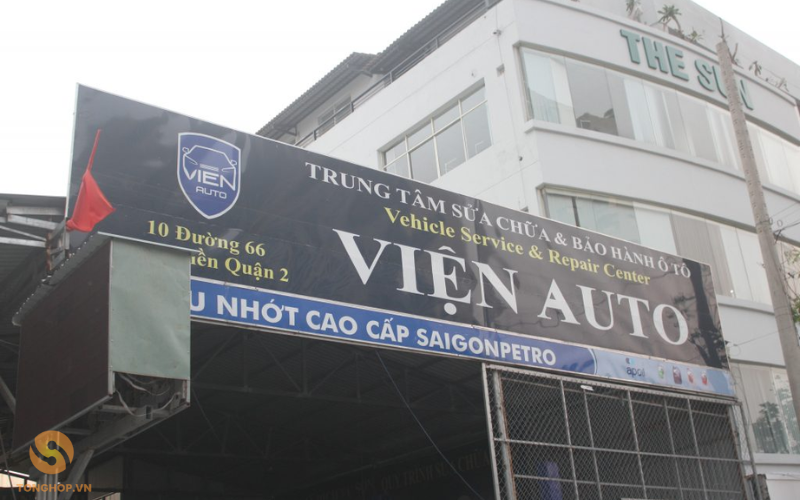 THE SUN
VIỆN
AUTO
TRUNG TÂM SỬA CHỮA & BẢO HÀNH Ô TÔ
Vehicle Service & Repair Center
VIỆN AUTO
10 Đường 66
Quận 2
NHỚT CAO CẤP SAIGONPETRO
TONGHOP.VN